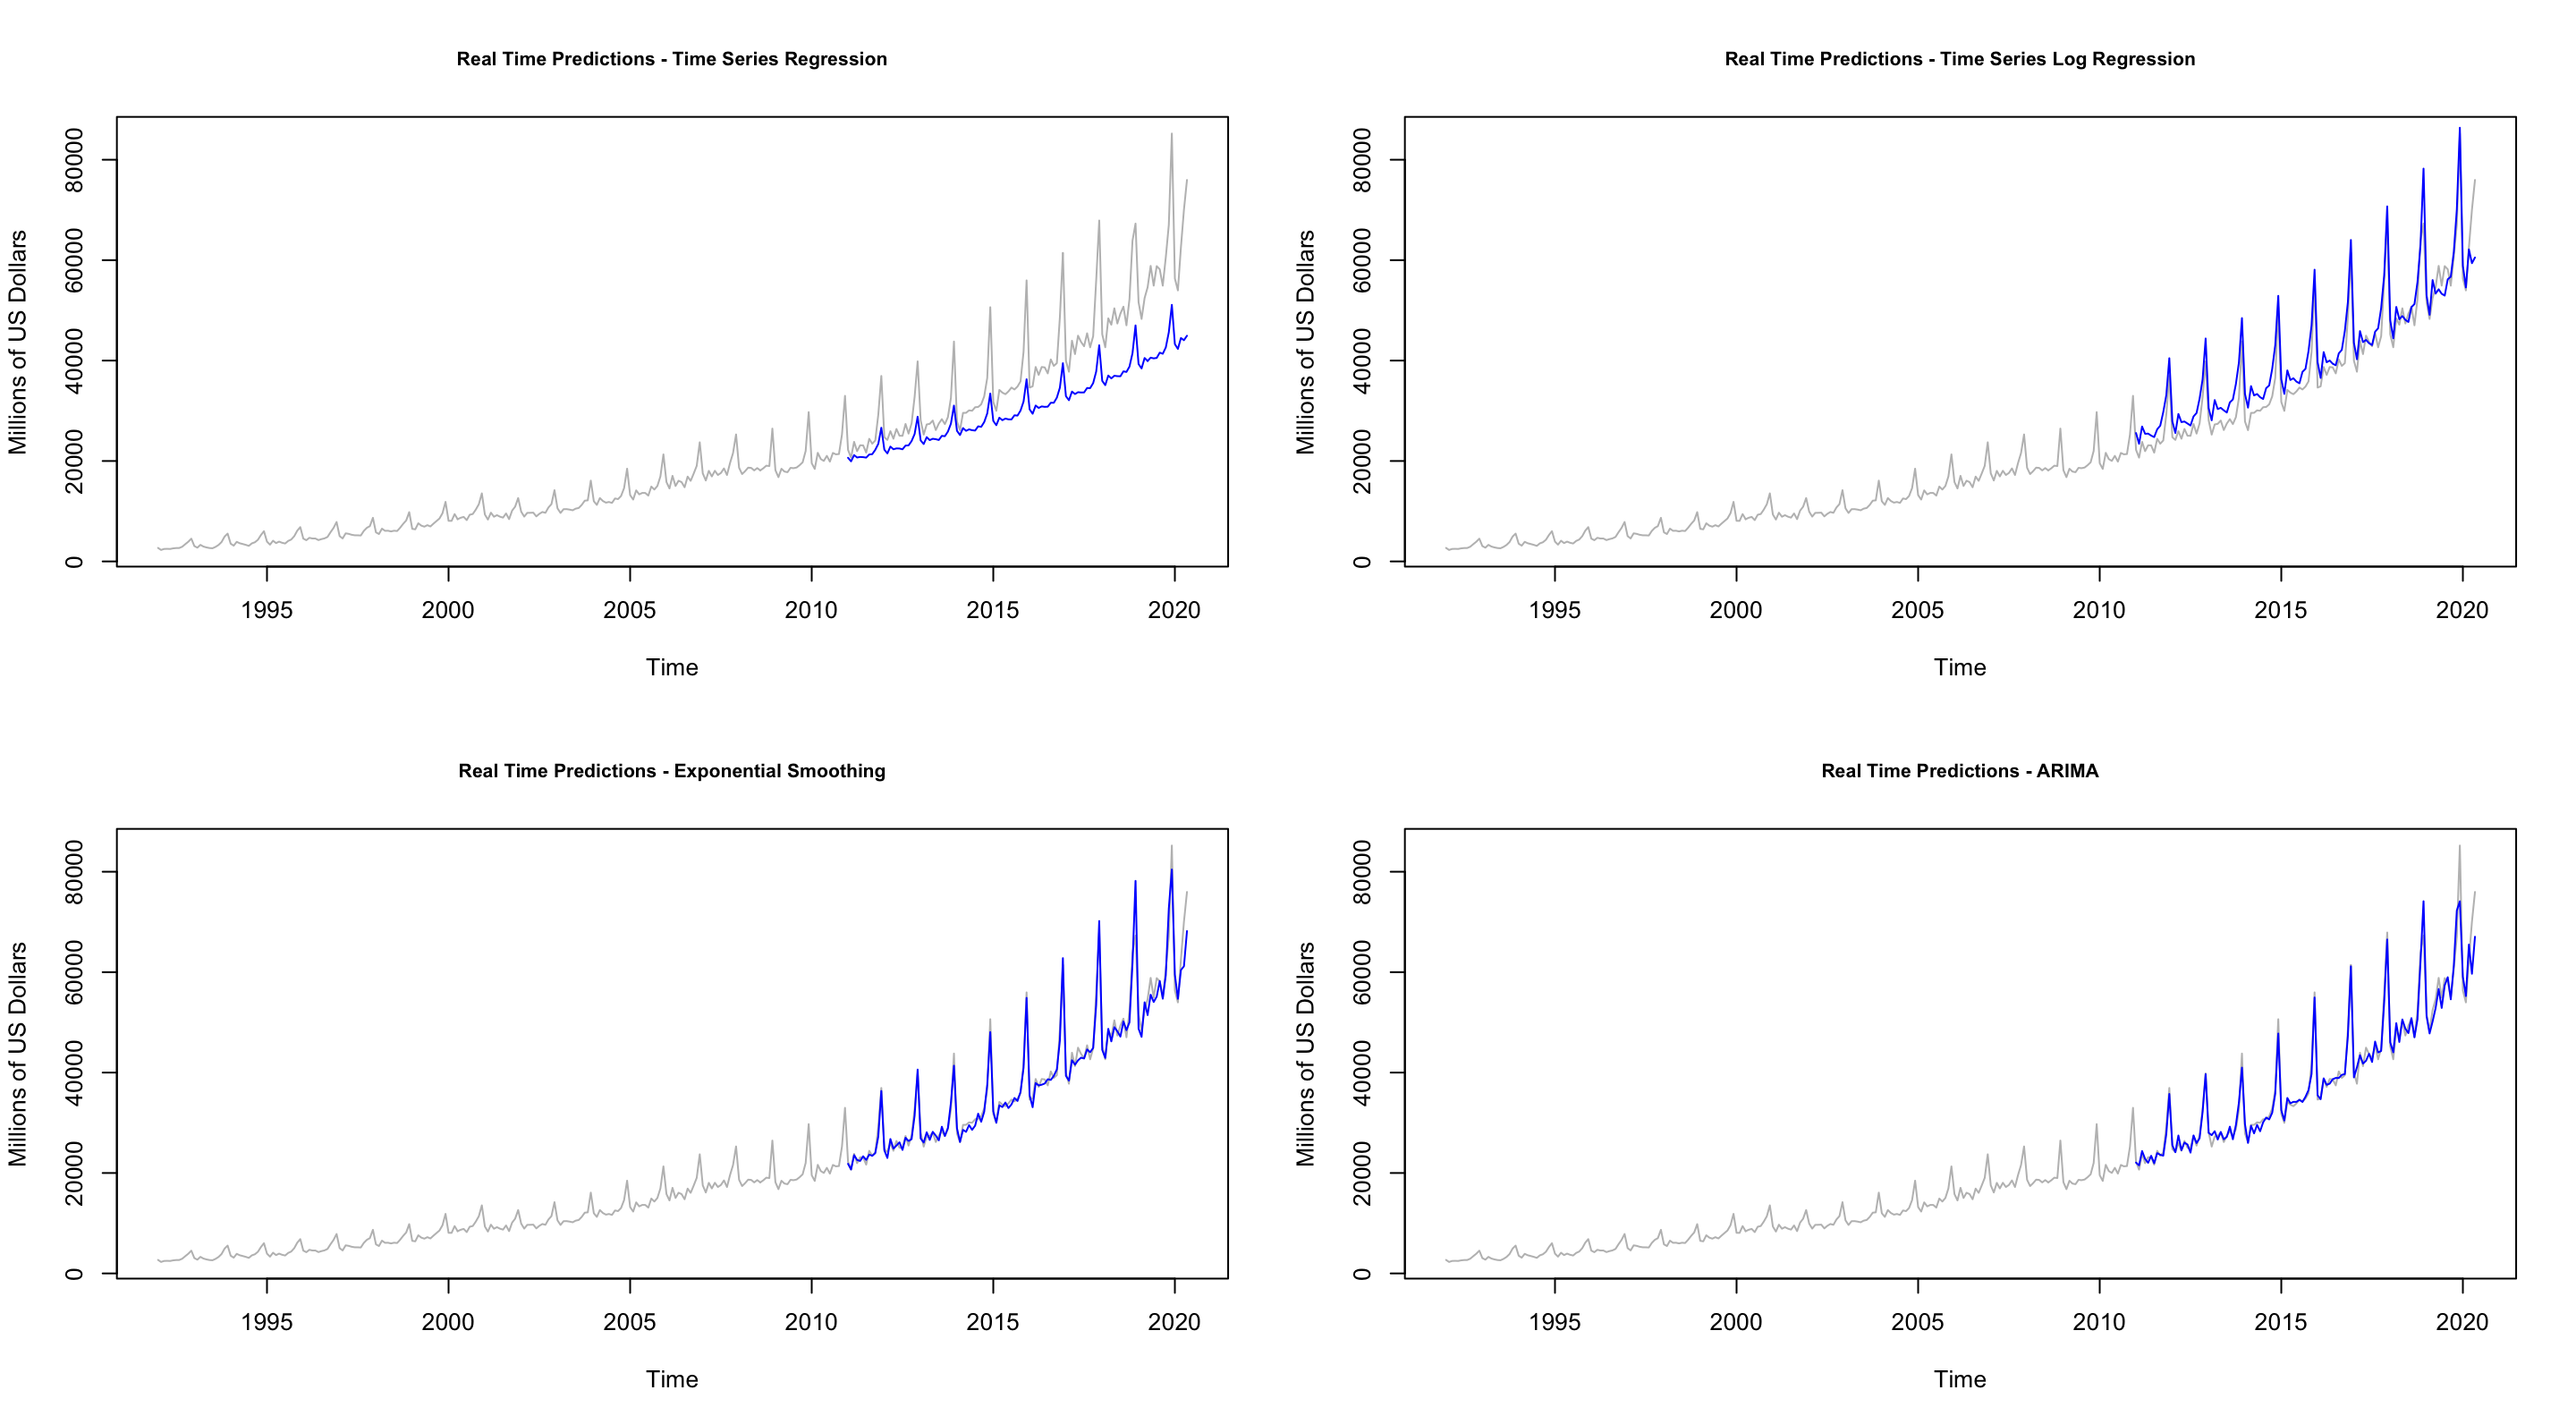 Real Time Predictions - Time Series Regression
Millions of US Dollars
80000
60000
40000
20000
0
1995 2000 2005 2010 2015 2020
Time
Real Time Predictions - Time Series Log Regression
Millions of US Dollars
80000
60000
40000
20000
0
1995 2000 2005 2010 2015 2020
Time
Real Time Predictions - Exponential Smoothing
Millions of US Dollars
80000
60000
40000
20000
0
1995 2000 2005 2010 2015 2020
Time
Real Time Predictions - ARIMA
Millions of US Dollars
80000
60000
40000
20000
0
1995 2000 2005 2010 2015 2020
Time